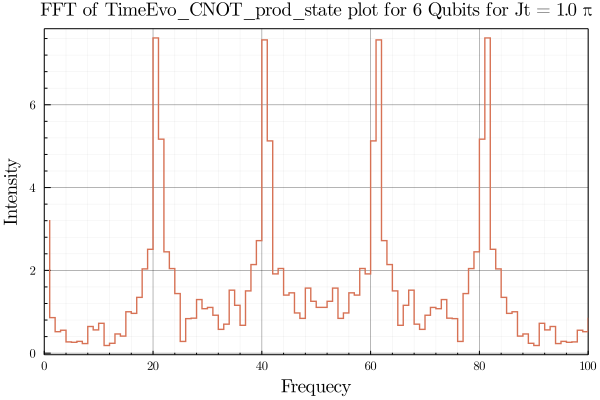 FFT of TimeEvo_CNOT_prod_state plot for 6 Qubits for Jt = 1.0 π
Intensity
6
4
2
0
0 20 40 60 80 100
Frequecy